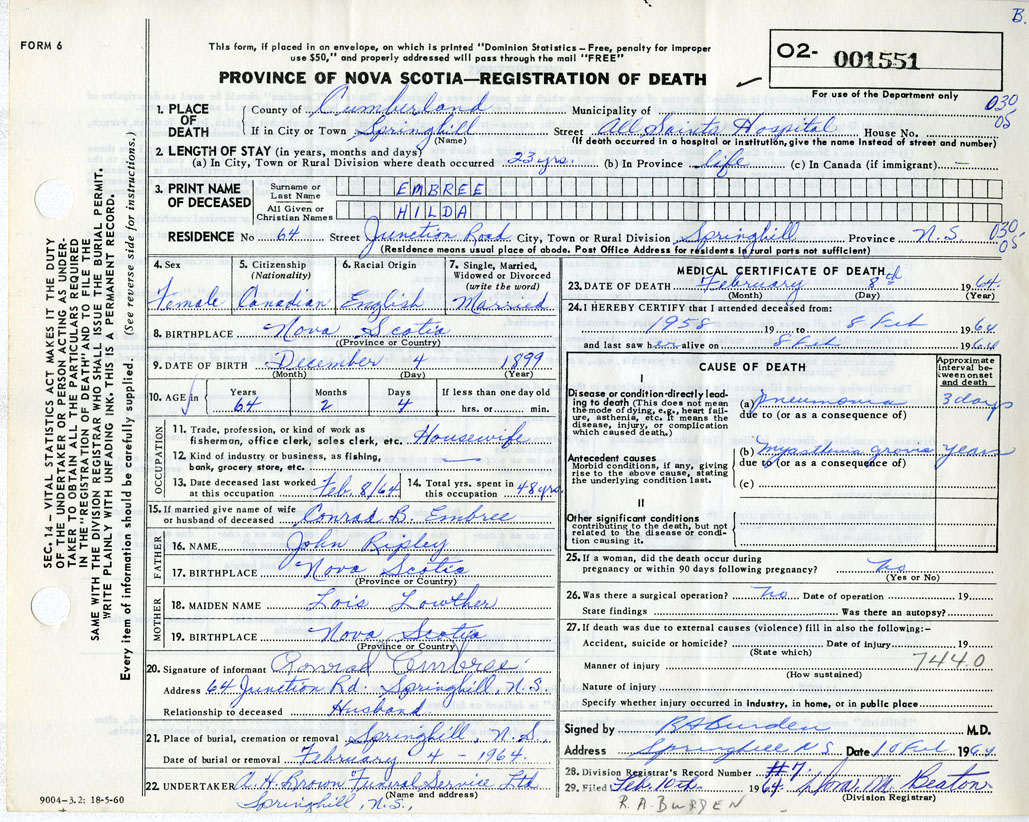 B.
FORM 6
This form, if placed in an envelope, on which is printed "Dominion Statistics – Free, penalty for improper
use $50," and properly addressed will pass through the mail "FREE"
PROVINCE OF NOVA SCOTIA—REGISTRATION OF DEATH
O2- 001551
For use of the Department only
SEC. 14 – VITAL STATISTICS ACT MAKES IT THE DUTY
OF THE UNDERTAKER OR PERSON ACTING AS UNDER-
TAKER TO OBTAIN ALL THE PARTICULARS REQUIRED
IN THE "REGISTRATION OF DEATH" AND TO FILE THE
SAME WITH THE DIVISION REGISTRAR WHO SHALL ISSUE THE BURIAL PERMIT.
WRITE PLAINLY WITH UNFADING INK. THIS IS A PERMANENT RECORD.
Every item of information should be carefully supplied. (See reverse side for instructions.)
1. PLACE OF DEATH
County of Cumberland Municipality of 030
If in City or Town Springhill Street All Saints Hospital House No. 05
(Name) (If death occurred in a hospital or institution, give the name instead of street and number)
2. LENGTH OF STAY (in years, months and days)
(a) In City, Town or Rural Division where death occurred 23 yrs. (b) In Province life (c) In Canada (if immigrant) —
3. PRINT NAME OF DECEASED
Surname or Last Name EMBREE
All Given or Christian Names HILDA
RESIDENCE No 64 Street Junction Road City, Town or Rural Division Springhill Province N.S 030 05
(Residence means usual place of abode. Post Office Address for residents in rural parts not sufficient)
4. Sex Female
5. Citizenship (Nationality) Canadian
6. Racial Origin English
7. Single, Married, Widowed or Divorced (write the word) Married
8. BIRTHPLACE Nova Scotia
(Province or Country)
9. DATE OF BIRTH December 4 1899
(Month) (Day) (Year)
10. AGE in Years 64 Months 2 Days 4 If less than one day old hrs. or min.
OCCUPATION
11. Trade, profession, or kind of work as
fisherman, office clerk, sales clerk, etc. Housewife
12. Kind of industry or business, as fishing,
bank, grocery store, etc. —
13. Date deceased last worked at this occupation Feb. 8/64
14. Total yrs. spent in this occupation 48 yrs.
15. If married give name of wife
or husband of deceased Conrad B. Embree
FATHER
16. NAME John Ripley
17. BIRTHPLACE Nova Scotia
(Province or Country)
MOTHER
18. MAIDEN NAME Lois Lowther
19. BIRTHPLACE Nova Scotia
(Province or Country)
20. Signature of informant Conrad Embree
Address 64 Junction Rd. Springhill, N.S.
Relationship to deceased Husband
21. Place of burial, cremation or removal Springhill, N.S.
Date of burial or removal February 4 - 1964.
22. UNDERTAKER A.H. Brown Funeral Service Ltd
(Name and address)
Springhill, N.S.,
9004–3.2: 18-5-60
MEDICAL CERTIFICATE OF DEATH
23. DATE OF DEATH February 8th 1964.
(Month) (Day) (Year)
24. I HEREBY CERTIFY that I attended deceased from:
1958 19 to 8 Feb 1964
and last saw her alive on 8 Feb 1964
CAUSE OF DEATH
Approximate interval between onset and death
I
Disease or condition directly lead-
ing to death (This does not mean
the mode of dying, e.g., heart fail-
ure, asthenia, etc. It means the
disease, injury, or complication
which caused death.)
(a) pneumonia 3 days
due to (or as a consequence of)
Antecedent causes
Morbid conditions, if any, giving
rise to the above cause, stating
the underlying condition last.
(b) Myasthenia gravis years
due to (or as a consequence of)
(c)
II
Other significant conditions
contributing to the death, but not
related to the disease or condi-
tion causing it.
25. If a woman, did the death occur during
pregnancy or within 90 days following pregnancy? No
(Yes or No)
26. Was there a surgical operation? No. Date of operation 19
State findings Was there an autopsy?
27. If death was due to external causes (violence) fill in also the following:–
Accident, suicide or homicide? Date of injury 19
(State which)
Manner of injury 7440
(How sustained)
Nature of injury
Specify whether injury occurred in industry, in home, or in public place
Signed by RA Burden M.D.
Address Springhill N.S. Date 10 Feb 1964.
28. Division Registrar's Record Number #7.
29. Filed Feb. 10th 1964 M. Beaton
(Division Registrar)
R.A. BURDEN